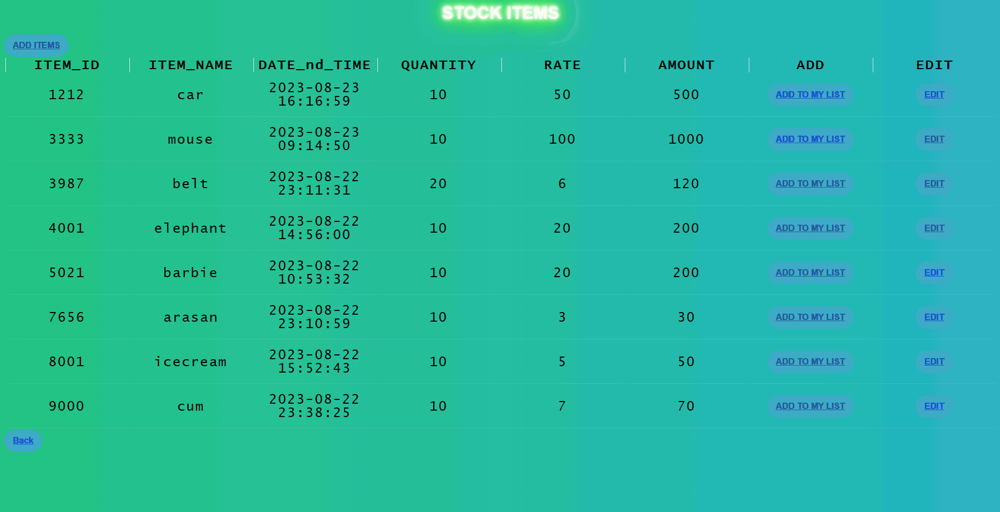 STOCK ITEMS
ADD ITEMS
ITEM_ID ITEM_NAME DATE_nd_TIME QUANTITY RATE AMOUNT ADD EDIT
1212 car 2023-08-23 16:16:59 10 50 500 ADD TO MY LIST EDIT
3333 mouse 2023-08-23 09:14:50 10 100 1000 ADD TO MY LIST EDIT
3987 belt 2023-08-22 23:11:31 20 6 120 ADD TO MY LIST EDIT
4001 elephant 2023-08-22 14:56:00 10 20 200 ADD TO MY LIST EDIT
5021 barbie 2023-08-22 10:53:32 10 20 200 ADD TO MY LIST EDIT
7656 arasan 2023-08-22 23:10:59 10 3 30 ADD TO MY LIST EDIT
8001 icecream 2023-08-22 15:52:43 10 5 50 ADD TO MY LIST EDIT
9000 cum 2023-08-22 23:38:25 10 7 70 ADD TO MY LIST EDIT
Back